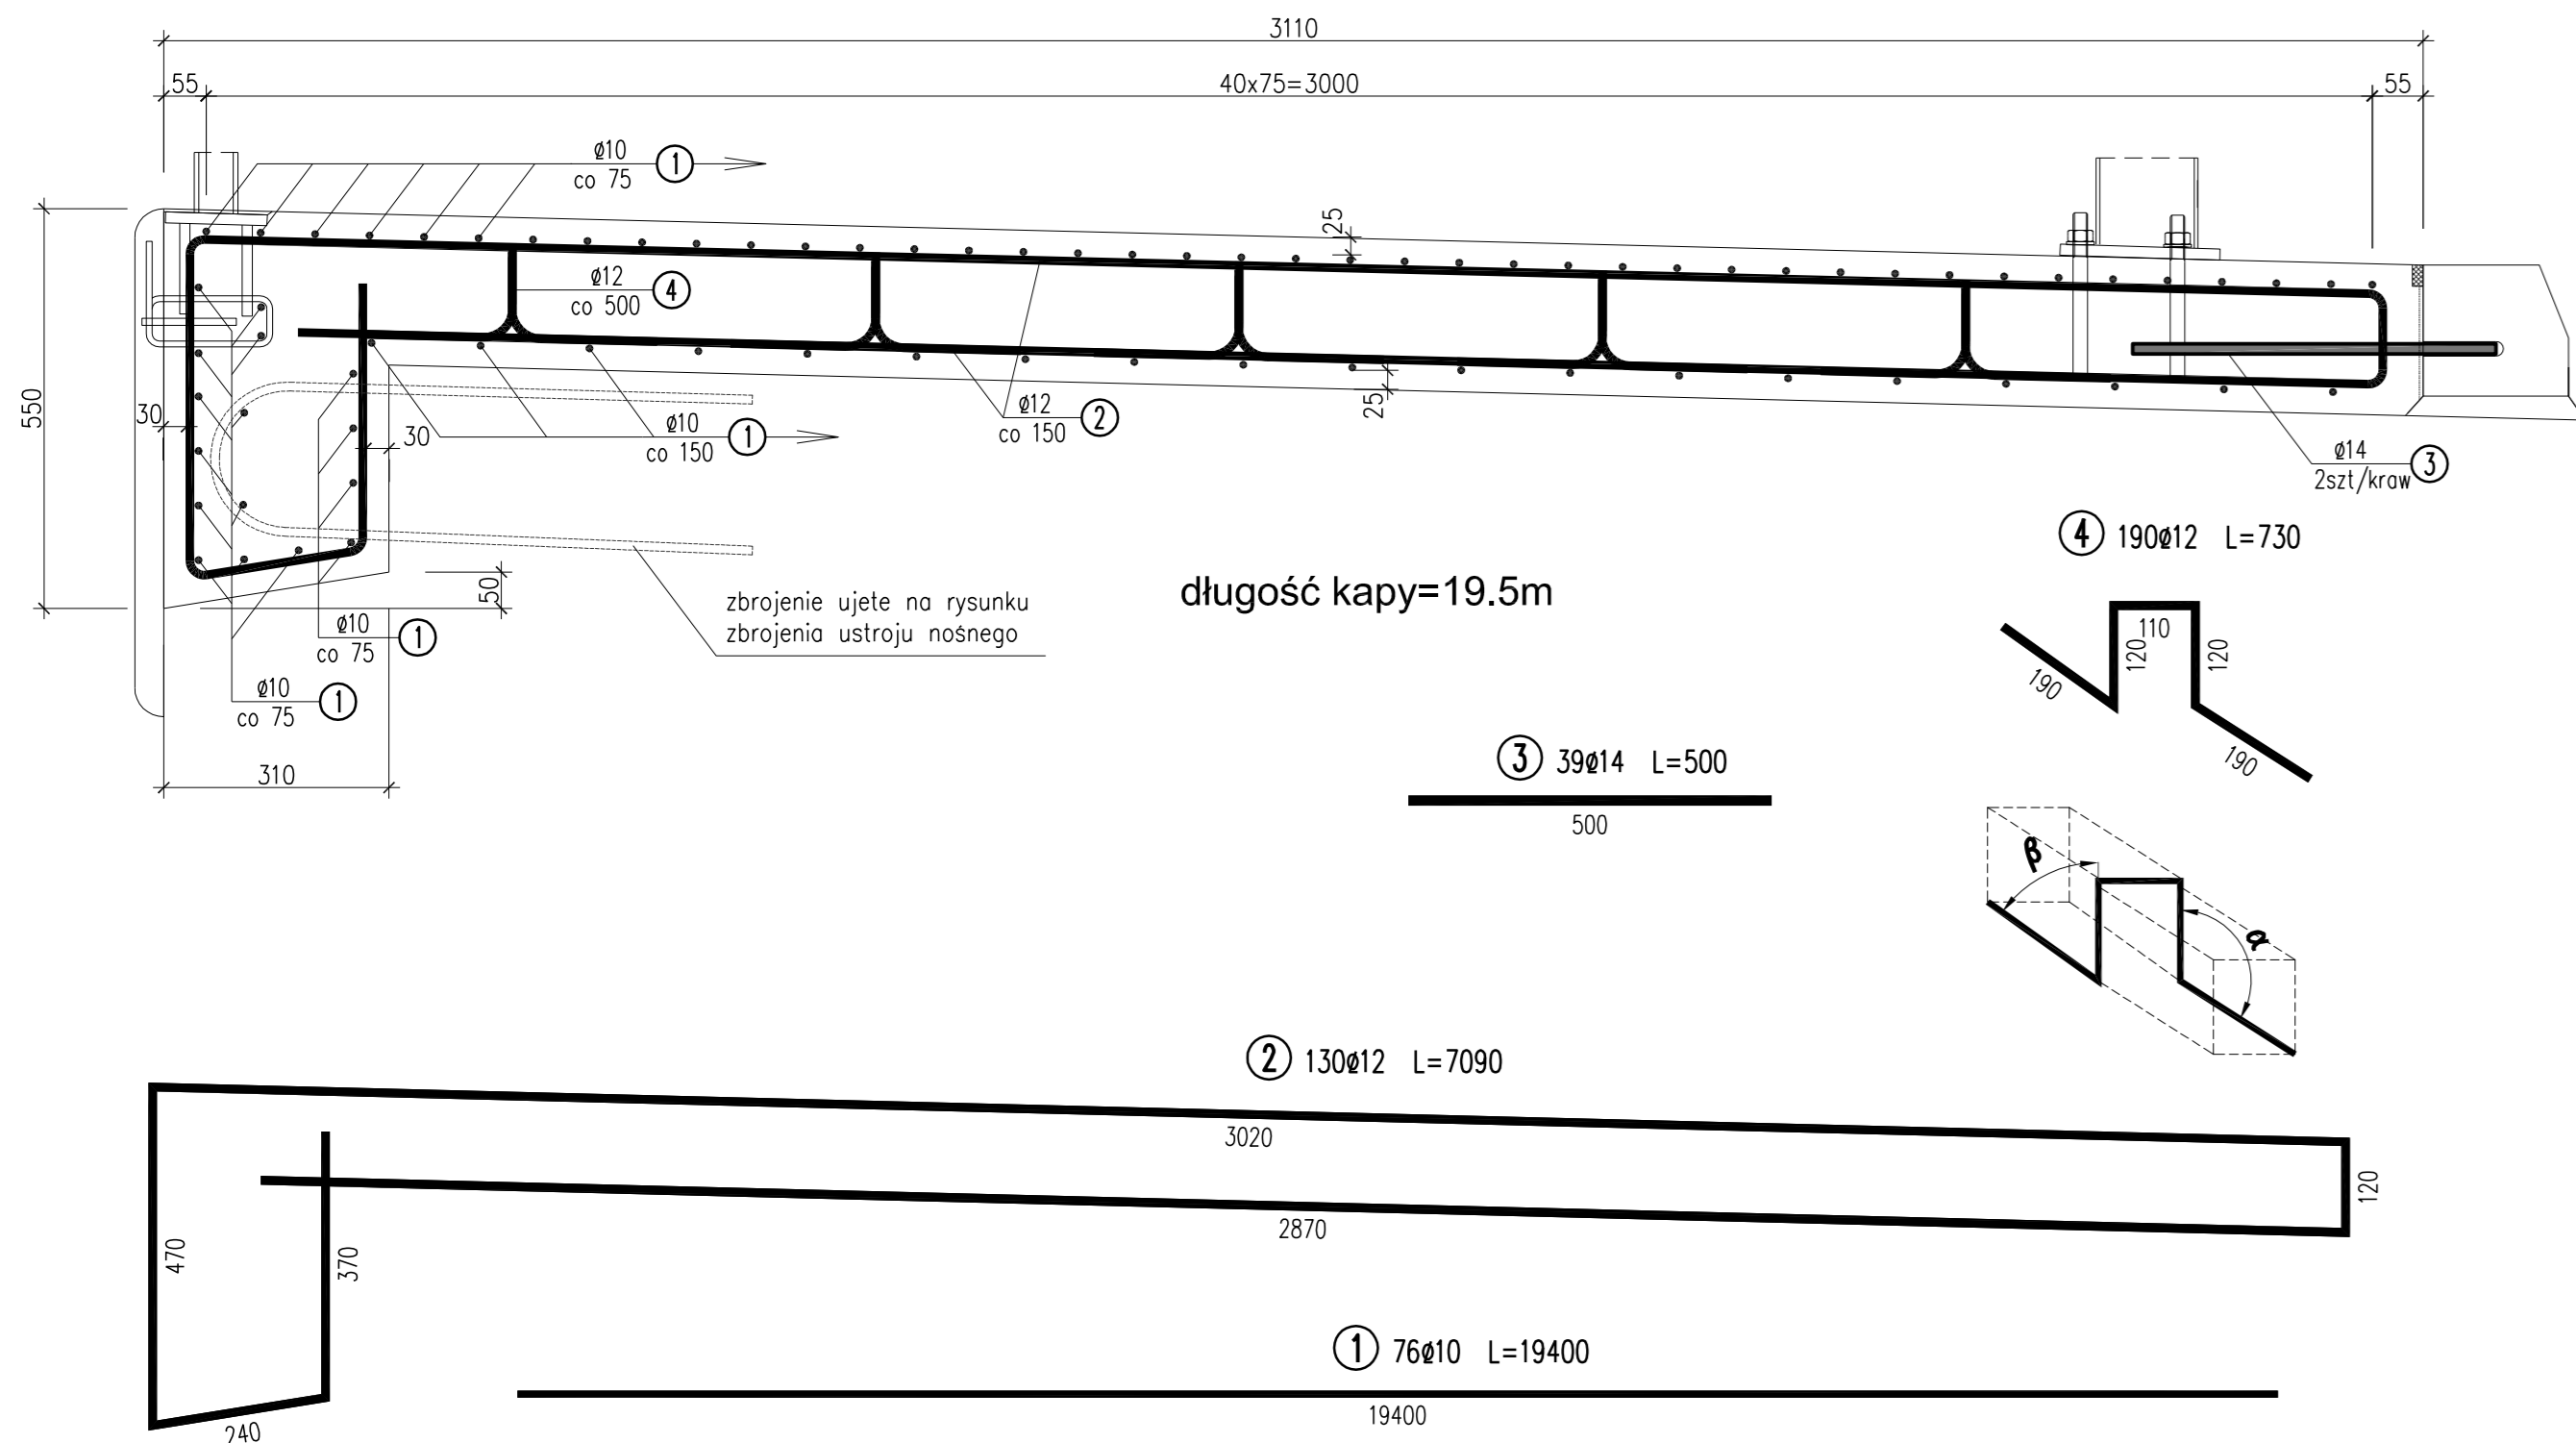 3110
55
40x75=3000
55
ø10
co 75
1
25
ø12
co 500
4
550
30
30
ø10
co 150
1
ø12
co 150
2
25
ø14
2szt/kraw
3
50
zbrojenie ujete na rysunku
zbrojenia ustroju nośnego
długość kapy=19.5m
4 190ø12 L=730
110
120
120
190
190
ø10
co 75
1
ø10
co 75
1
310
3 39ø14 L=500
500
β
α
2 130ø12 L=7090
3020
120
2870
470
370
240
1 76ø10 L=19400
19400